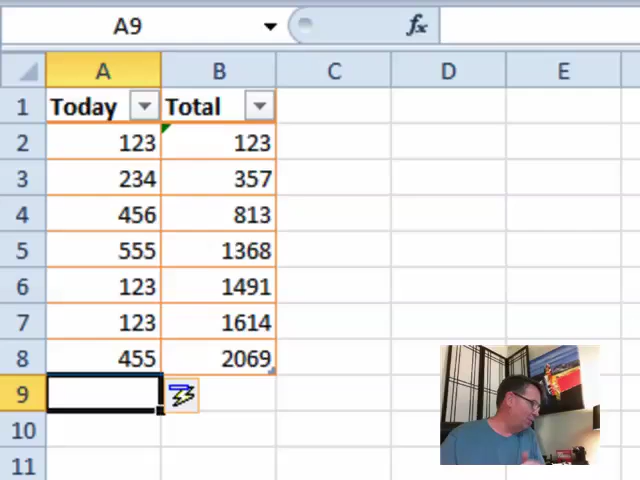 A9 fx
A B C D E
1 Today Total
2 123 123
3 234 357
4 456 813
5 555 1368
6 123 1491
7 123 1614
8 455 2069
9
10
11